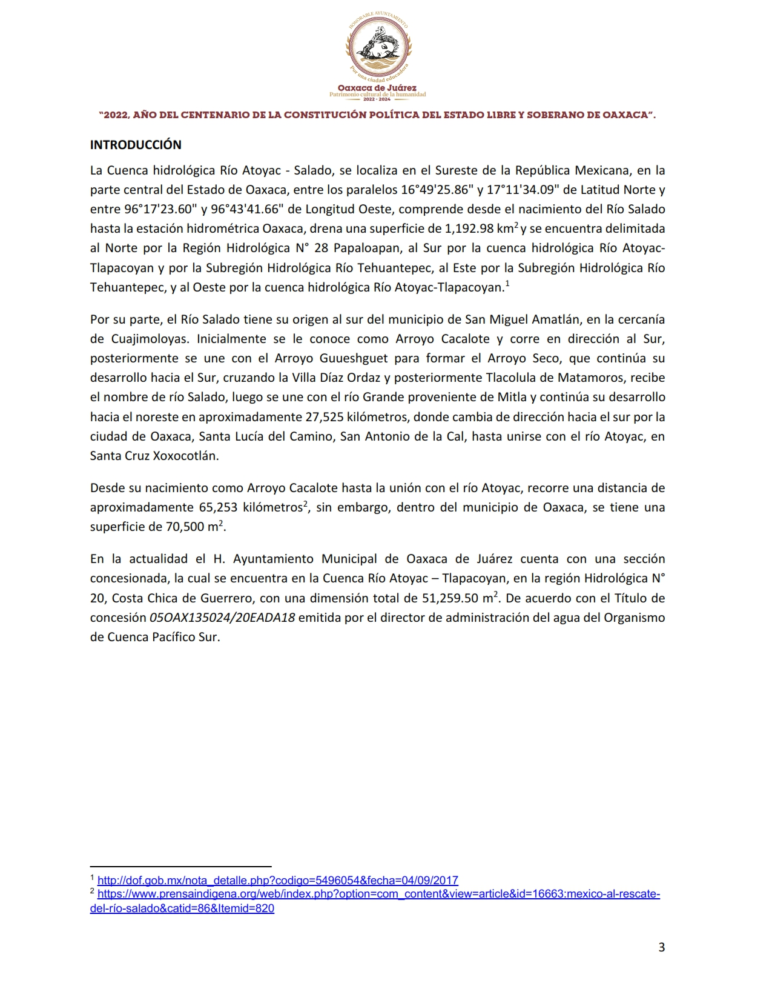 HONORABLE AYUNTAMIENTO
Por una ciudad educadora
Oaxaca de Juárez
Patrimonio cultural de la humanidad
2022 - 2024
"2022, AÑO DEL CENTENARIO DE LA CONSTITUCIÓN POLÍTICA DEL ESTADO LIBRE Y SOBERANO DE OAXACA".
INTRODUCCIÓN
La Cuenca hidrológica Río Atoyac - Salado, se localiza en el Sureste de la República Mexicana, en la
parte central del Estado de Oaxaca, entre los paralelos 16°49'25.86" y 17°11'34.09" de Latitud Norte y
entre 96°17'23.60" y 96°43'41.66" de Longitud Oeste, comprende desde el nacimiento del Río Salado
hasta la estación hidrométrica Oaxaca, drena una superficie de 1,192.98 km² y se encuentra delimitada
al Norte por la Región Hidrológica N° 28 Papaloapan, al Sur por la cuenca hidrológica Río Atoyac-
Tlapacoyan y por la Subregión Hidrológica Río Tehuantepec, al Este por la Subregión Hidrológica Río
Tehuantepec, y al Oeste por la cuenca hidrológica Río Atoyac-Tlapacoyan.¹
Por su parte, el Río Salado tiene su origen al sur del municipio de San Miguel Amatlán, en la cercanía
de Cuajimoloyas. Inicialmente se le conoce como Arroyo Cacalote y corre en dirección al Sur,
posteriormente se une con el Arroyo Guueshguet para formar el Arroyo Seco, que continúa su
desarrollo hacia el Sur, cruzando la Villa Díaz Ordaz y posteriormente Tlacolula de Matamoros, recibe
el nombre de río Salado, luego se une con el río Grande proveniente de Mitla y continúa su desarrollo
hacia el noreste en aproximadamente 27,525 kilómetros, donde cambia de dirección hacia el sur por la
ciudad de Oaxaca, Santa Lucía del Camino, San Antonio de la Cal, hasta unirse con el río Atoyac, en
Santa Cruz Xoxocotlán.
Desde su nacimiento como Arroyo Cacalote hasta la unión con el río Atoyac, recorre una distancia de
aproximadamente 65,253 kilómetros², sin embargo, dentro del municipio de Oaxaca, se tiene una
superficie de 70,500 m².
En la actualidad el H. Ayuntamiento Municipal de Oaxaca de Juárez cuenta con una sección
concesionada, la cual se encuentra en la Cuenca Río Atoyac – Tlapacoyan, en la región Hidrológica N°
20, Costa Chica de Guerrero, con una dimensión total de 51,259.50 m². De acuerdo con el Título de
concesión 05OAX135024/20EADA18 emitida por el director de administración del agua del Organismo
de Cuenca Pacífico Sur.
¹ http://dof.gob.mx/nota_detalle.php?codigo=5496054&fecha=04/09/2017
² https://www.prensaindigena.org/web/index.php?option=com_content&view=article&id=16663:mexico-al-rescate-
del-río-salado&catid=86&Itemid=820
3